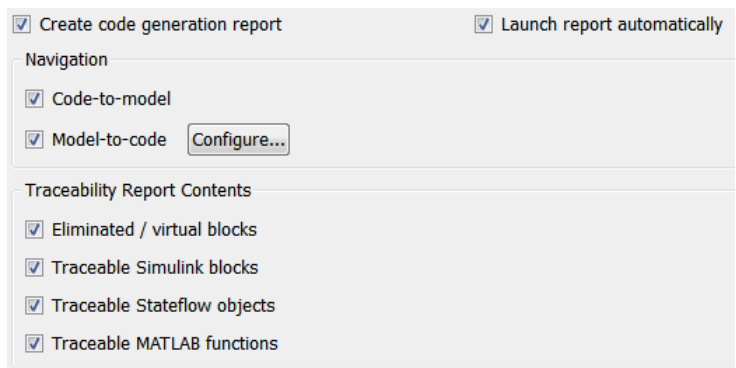 Create code generation report
Launch report automatically
Navigation
Code-to-model
Model-to-code Configure...
Traceability Report Contents
Eliminated / virtual blocks
Traceable Simulink blocks
Traceable Stateflow objects
Traceable MATLAB functions